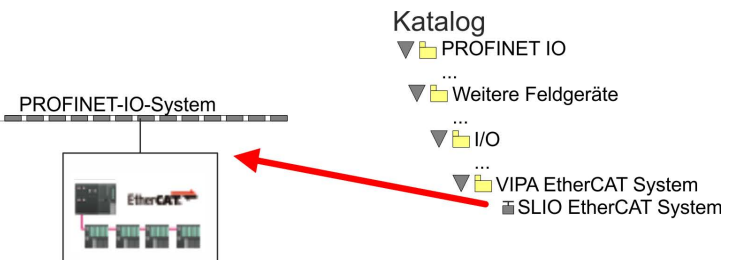 Katalog
PROFINET IO
...
Weitere Feldgeräte
...
I/O
...
VIPA EtherCAT System
SLIO EtherCAT System
PROFINET-IO-System
EtherCAT